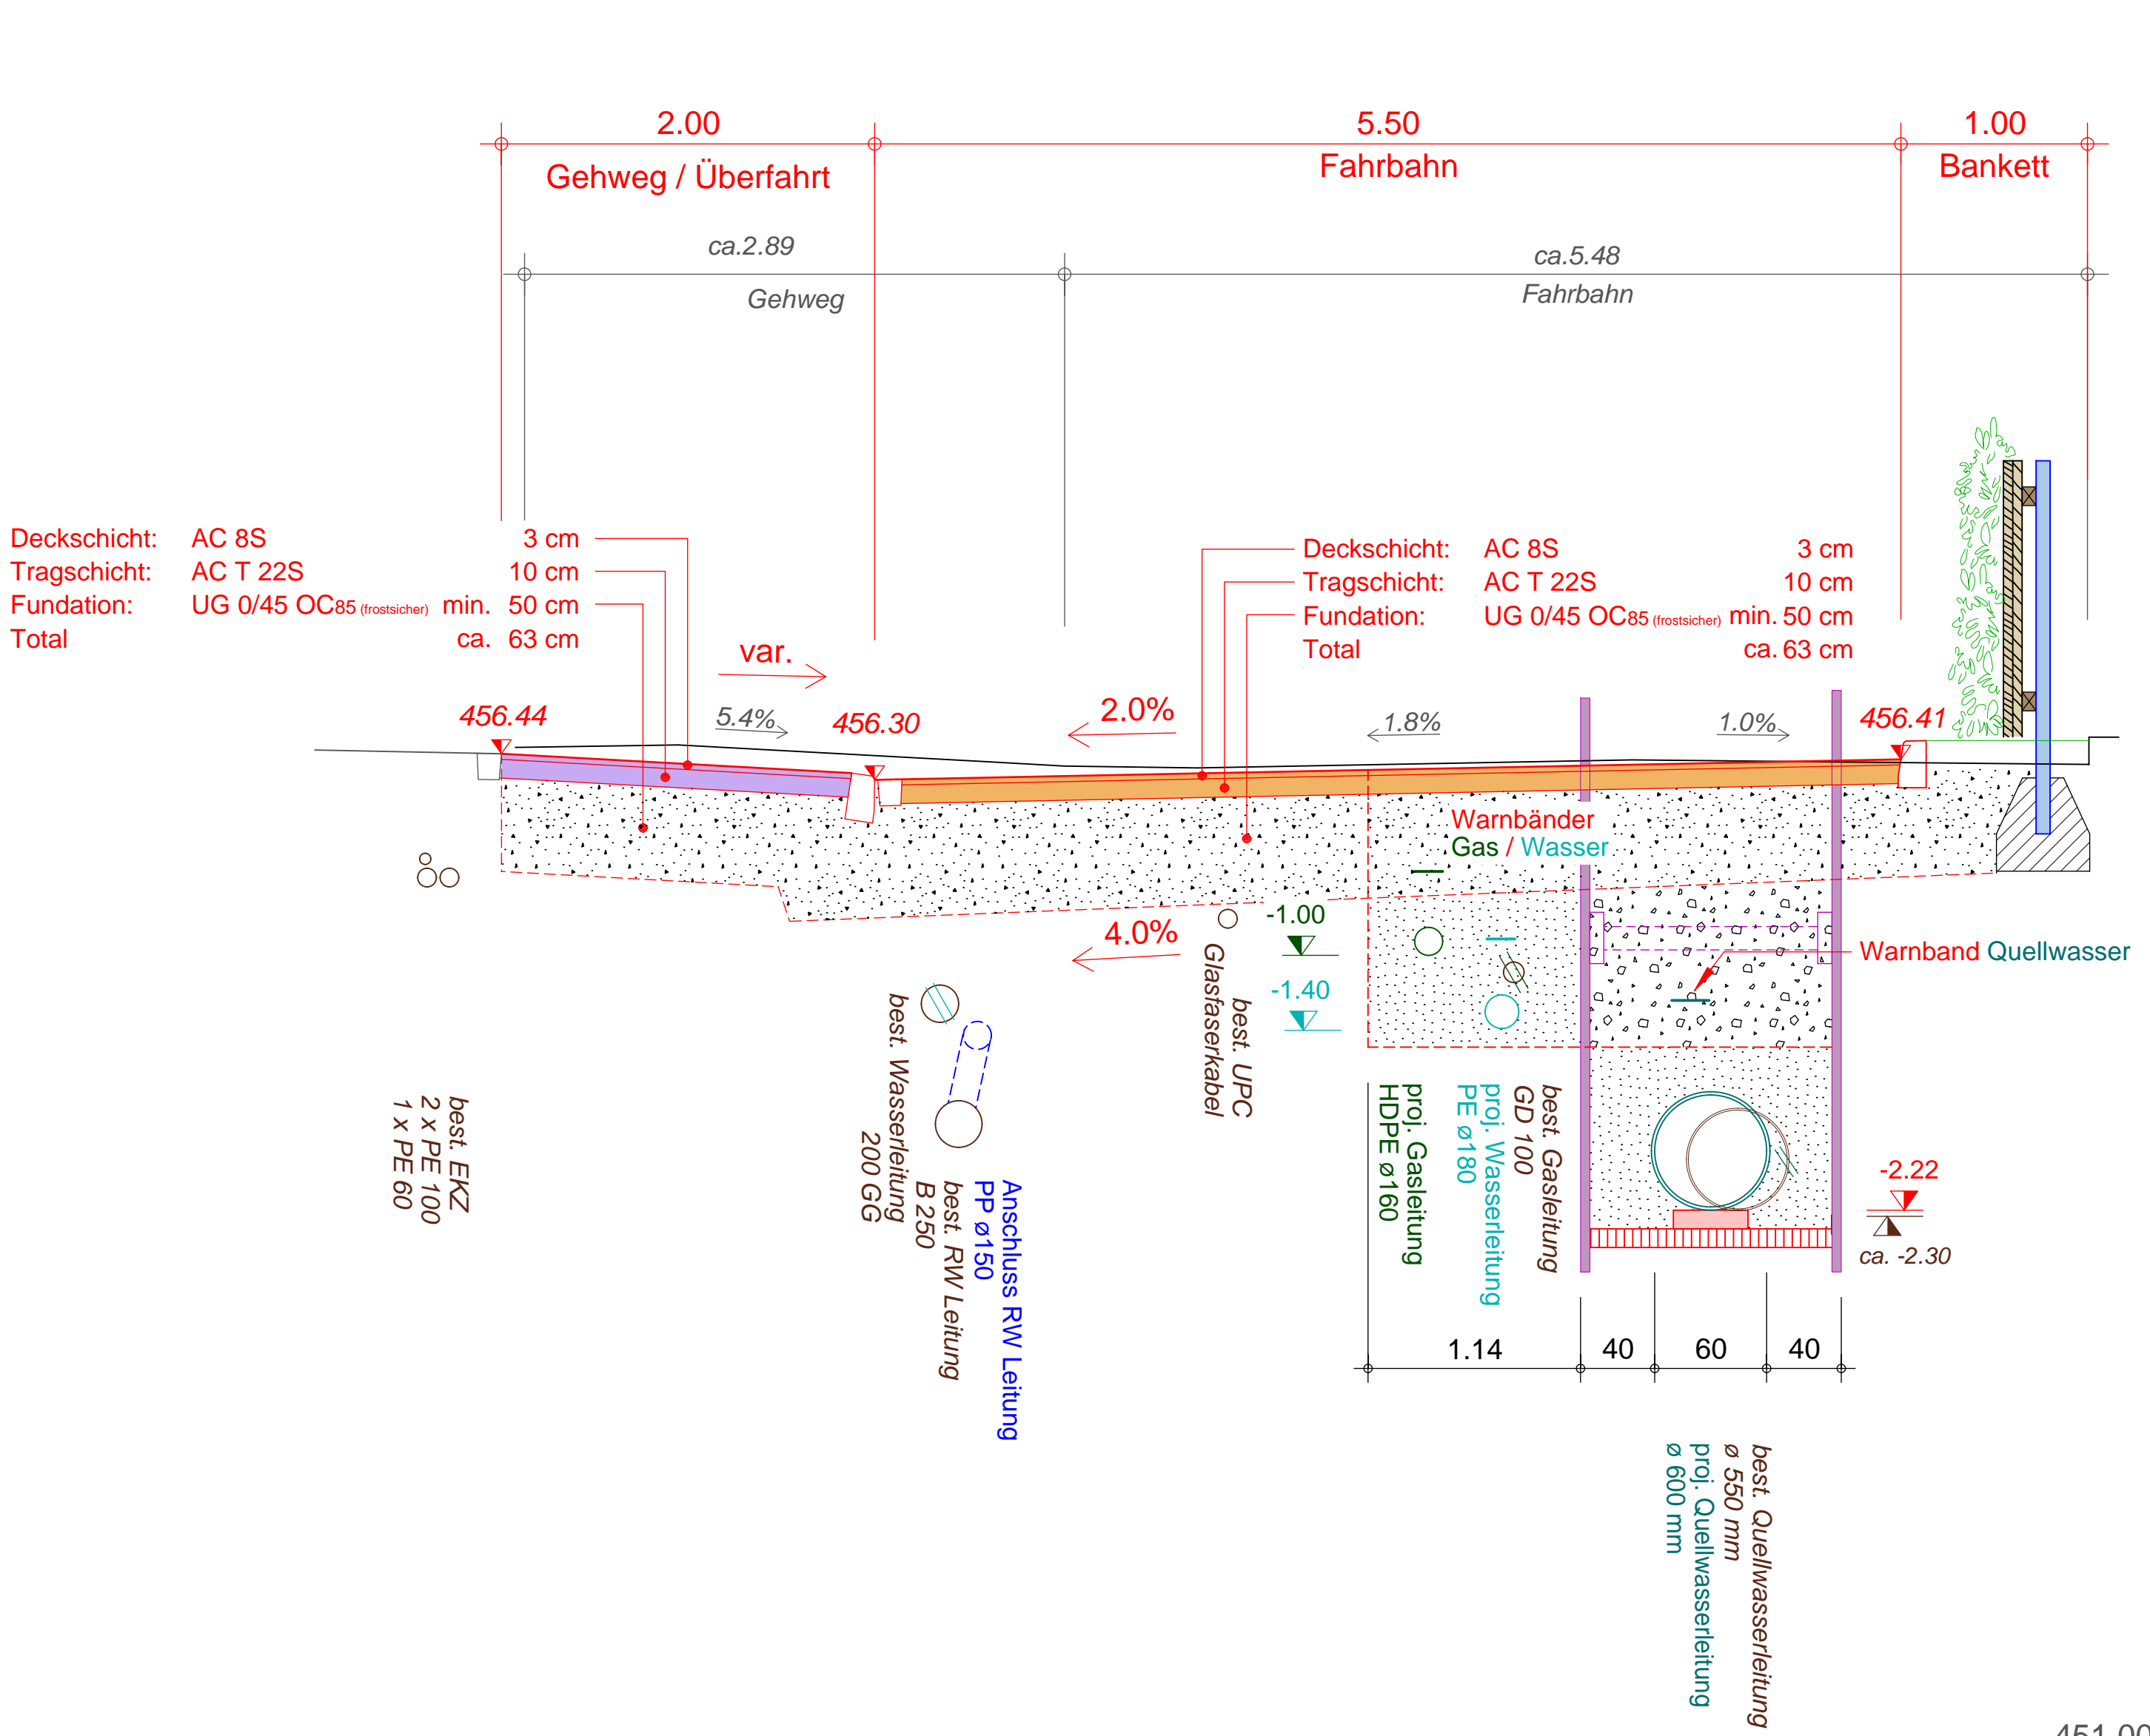 2.00
5.50
1.00
Gehweg / Überfahrt
Fahrbahn
Bankett
ca.2.89
ca.5.48
Gehweg
Fahrbahn
Deckschicht: AC 8S 3 cm
Tragschicht: AC T 22S 10 cm
Fundation: UG 0/45 OC85 (frostsicher) min. 50 cm
Total ca. 63 cm
Deckschicht: AC 8S 3 cm
Tragschicht: AC T 22S 10 cm
Fundation: UG 0/45 OC85 (frostsicher) min. 50 cm
Total ca. 63 cm
var.
456.44
5.4%
456.30
2.0%
1.8%
1.0%
456.41
Warnbänder
Gas / Wasser
-1.00
4.0%
-1.40
Warnband Quellwasser
best. EKZ
2 x PE 100
1 x PE 60
best. Wasserleitung
200 GG
Anschluss RW Leitung
PP ø150
best. RW Leitung
B 250
best. UPC
Glasfaserkabel
proj. Gasleitung
HDPE ø160
proj. Wasserleitung
PE ø180
best. Gasleitung
GD 100
-2.22
ca. -2.30
1.14
40
60
40
best. Quellwasserleitung
ø 550 mm
proj. Quellwasserleitung
ø 600 mm